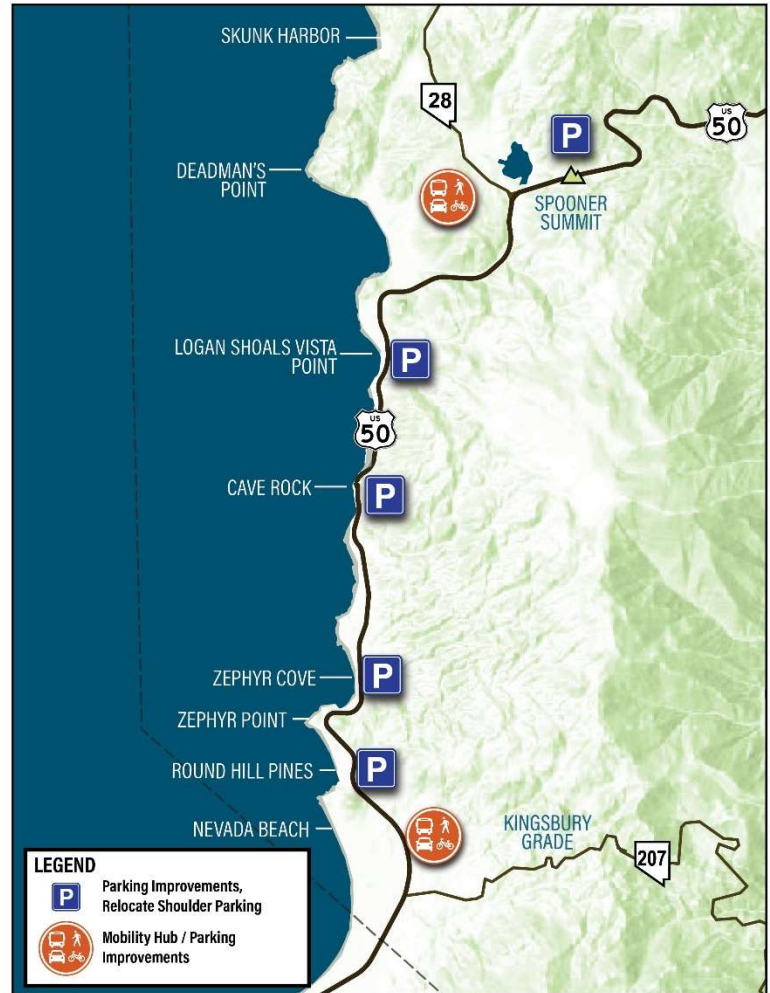 SKUNK HARBOR
28
US
50
P
DEADMAN'S
POINT
SPOONER
SUMMIT
LOGAN SHOALS VISTA
POINT
P
US
50
CAVE ROCK
P
ZEPHYR COVE
P
ZEPHYR POINT
ROUND HILL PINES
P
NEVADA BEACH
KINGSBURY
GRADE
207
LEGEND
P
Parking Improvements,
Relocate Shoulder Parking
Mobility Hub / Parking
Improvements